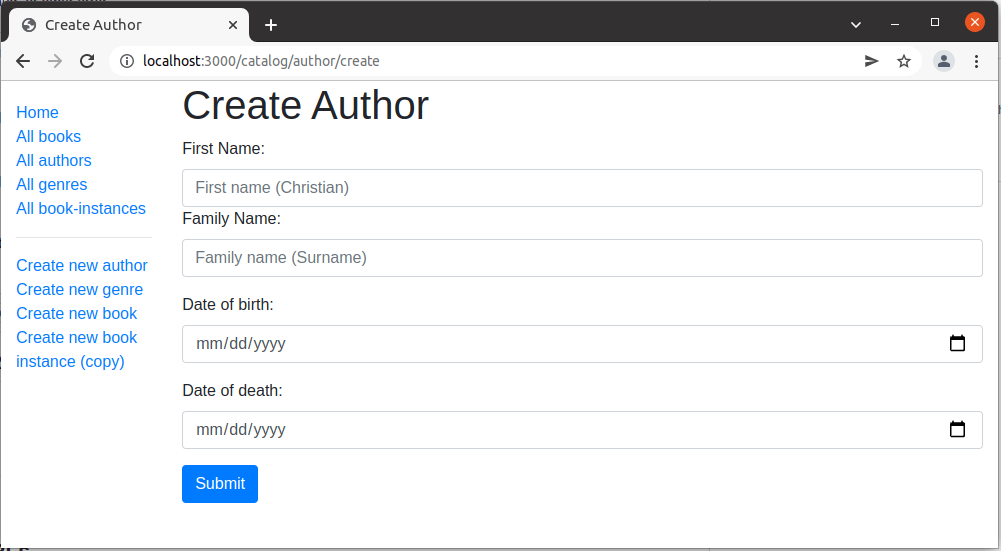 Create Author
localhost:3000/catalog/author/create
Home
All books
All authors
All genres
All book-instances
Create new author
Create new genre
Create new book
Create new book
instance (copy)
Create Author
First Name:
First name (Christian)
Family Name:
Family name (Surname)
Date of birth:
mm/dd/yyyy
Date of death:
mm/dd/yyyy
Submit